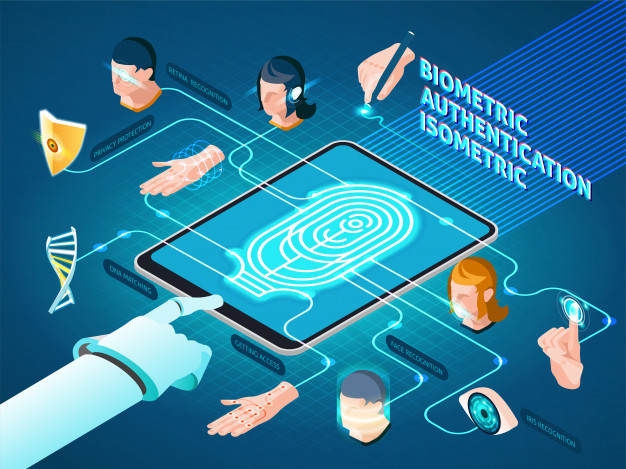 RETINA RECOGNITION
BIOMETRIC
AUTHENTICATION
ISOMETRIC
PRIVACY PROTECTION
DNA MATCHING
GETTING ACCESS
FACE RECOGNITION
IRIS RECOGNITION